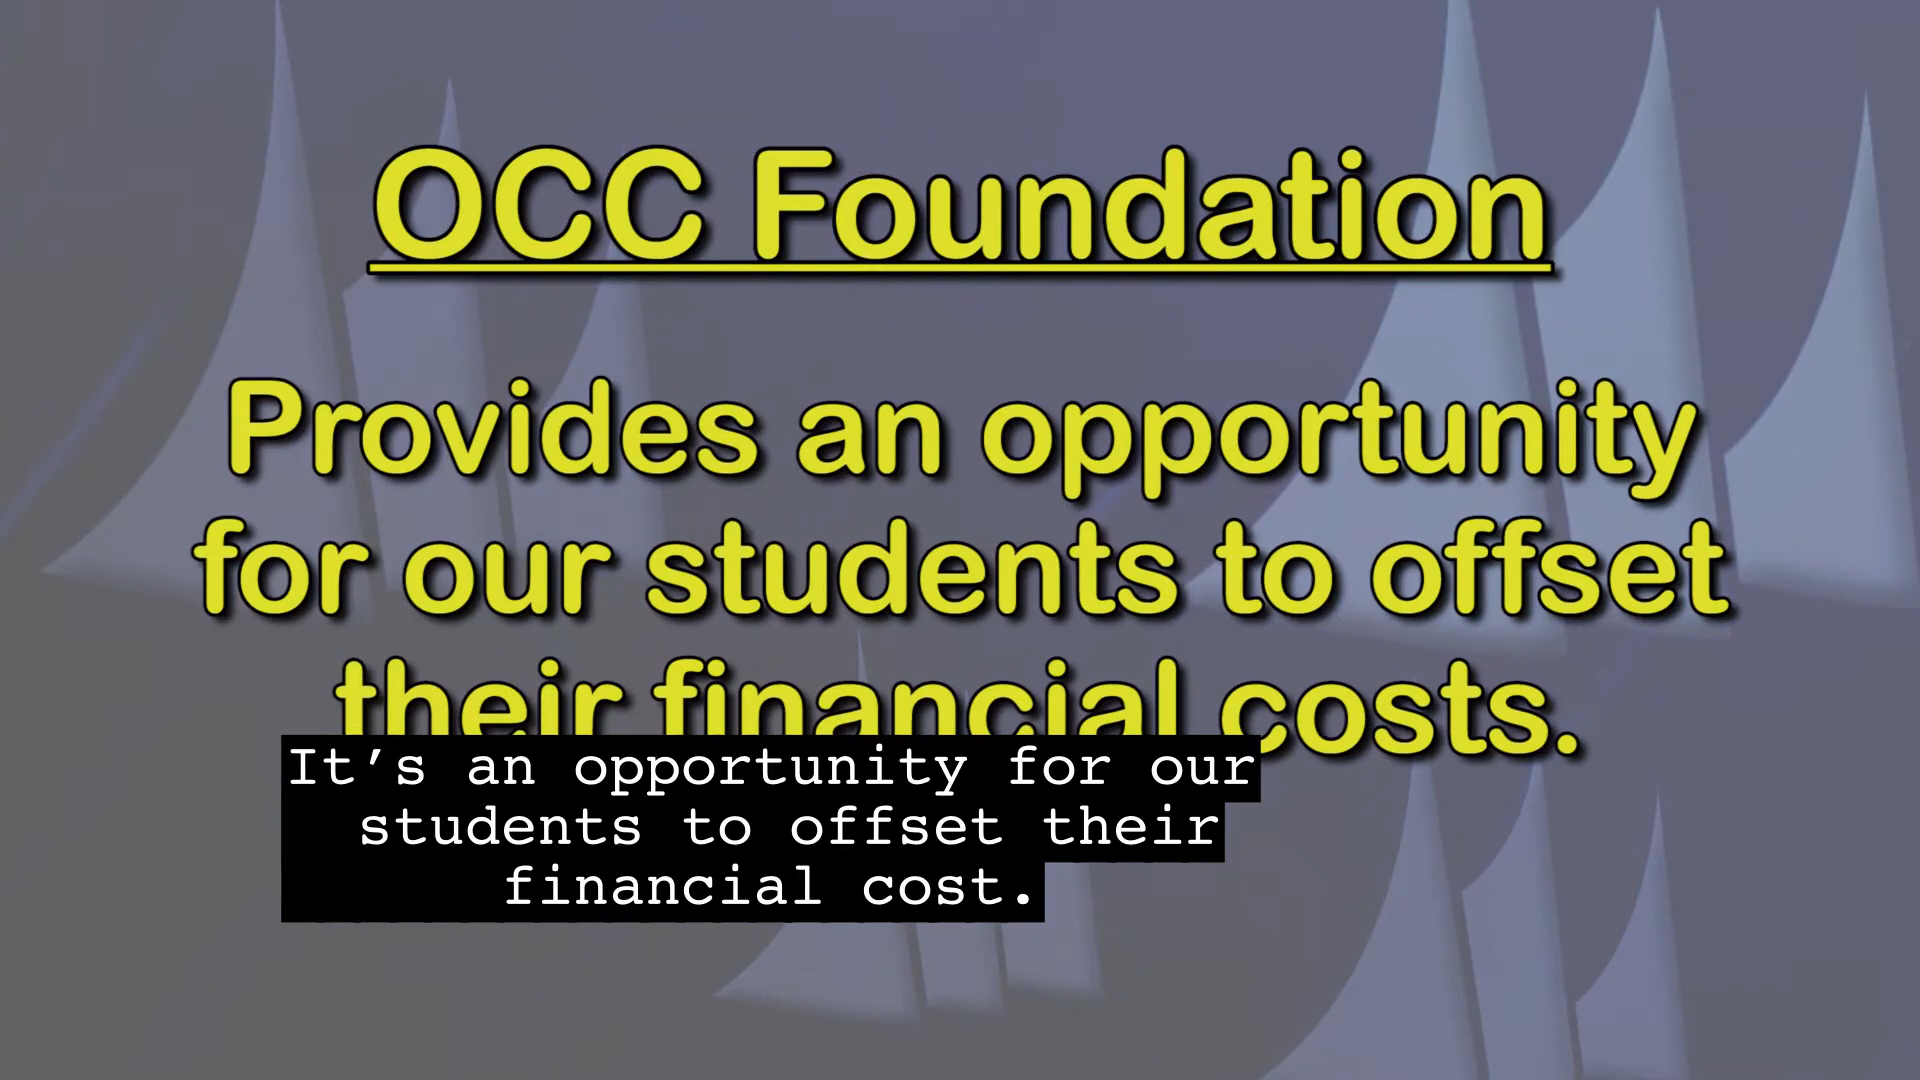 OCC Foundation
Provides an opportunity
for our students to offset
their financial costs.
It's an opportunity for our
students to offset their
financial cost.